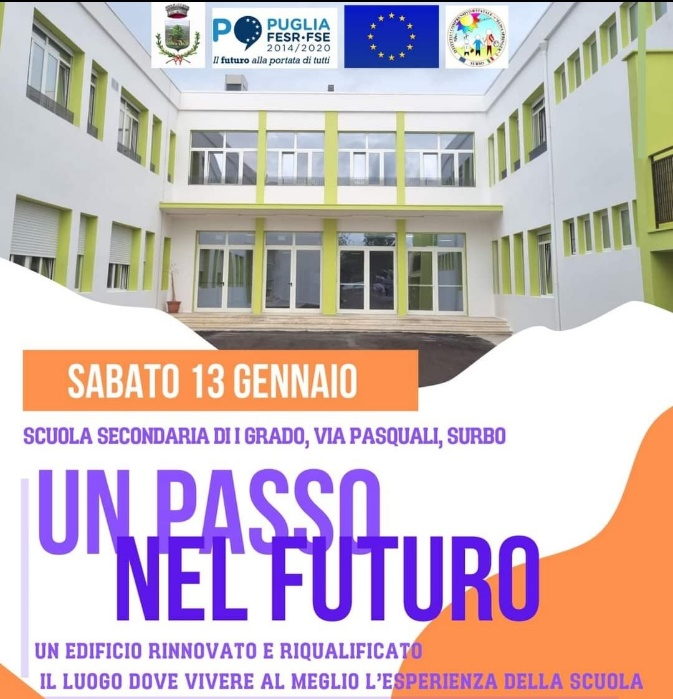 PUGLIA
FESR•FSE
2014/2020
Il futuro alla portata di tutti
SABATO 13 GENNAIO
SCUOLA SECONDARIA DI I GRADO, VIA PASQUALI, SURBO
UN PASSO
NEL FUTURO
UN EDIFICIO RINNOVATO E RIQUALIFICATO
IL LUOGO DOVE VIVERE AL MEGLIO L'ESPERIENZA DELLA SCUOLA